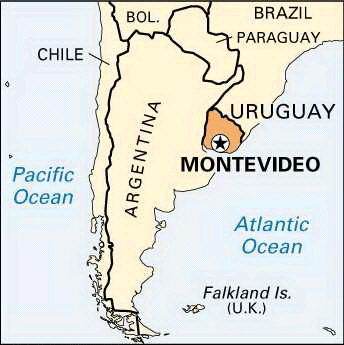 BOL.
BRAZIL
PARAGUAY
CHILE
URUGUAY
ARGENTINA
MONTEVIDEO
Pacific
Ocean
Atlantic
Ocean
Falkland Is.
(U.K.)